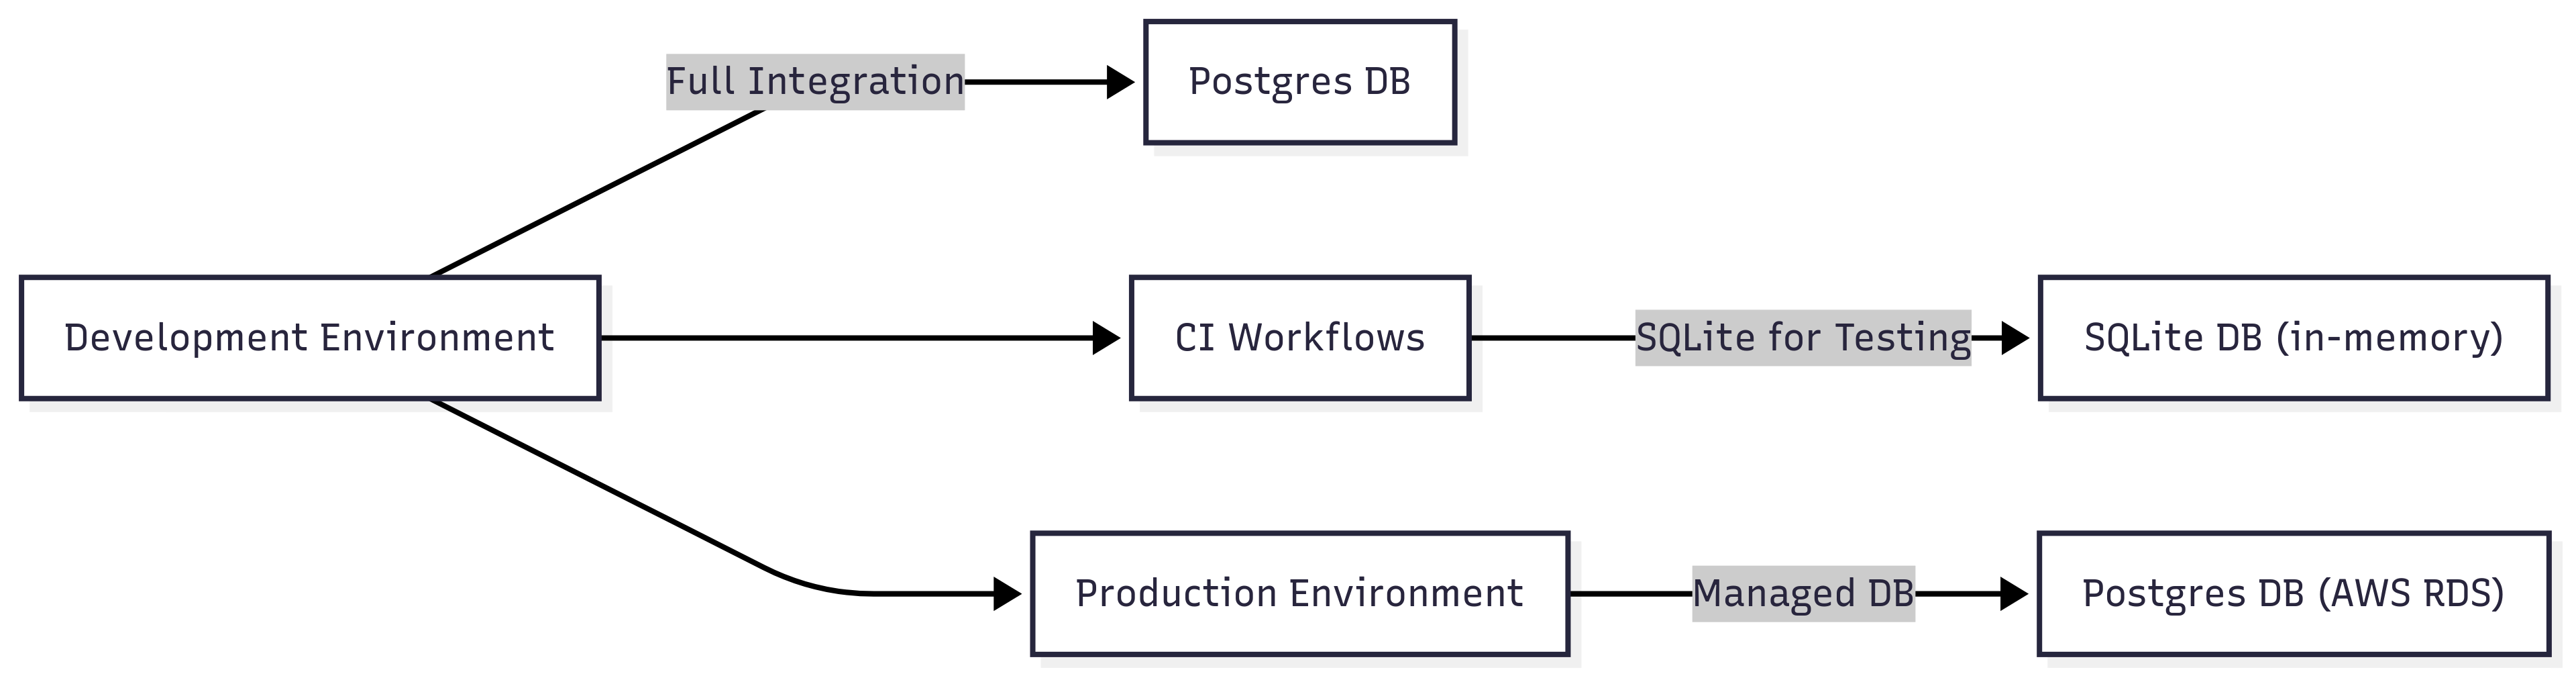 Full Integration
Postgres DB
Development Environment
CI Workflows
SQLite for Testing
SQLite DB (in-memory)
Production Environment
Managed DB
Postgres DB (AWS RDS)